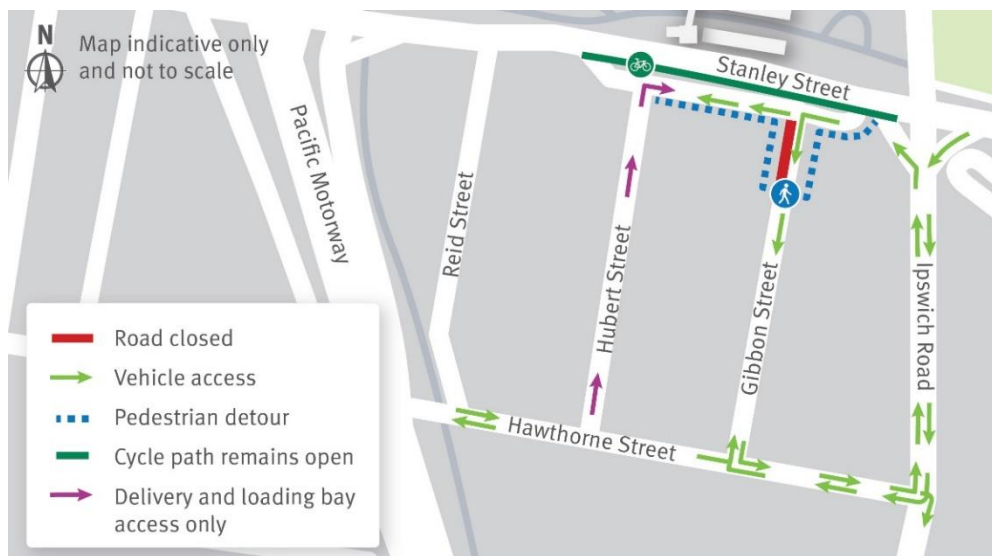 N
Map indicative only
and not to scale
Stanley Street
Pacific Motorway
Reid Street
Hubert Street
Gibbon Street
Ipswich Road
Hawthorne Street
Road closed
Vehicle access
Pedestrian detour
Cycle path remains open
Delivery and loading bay
access only